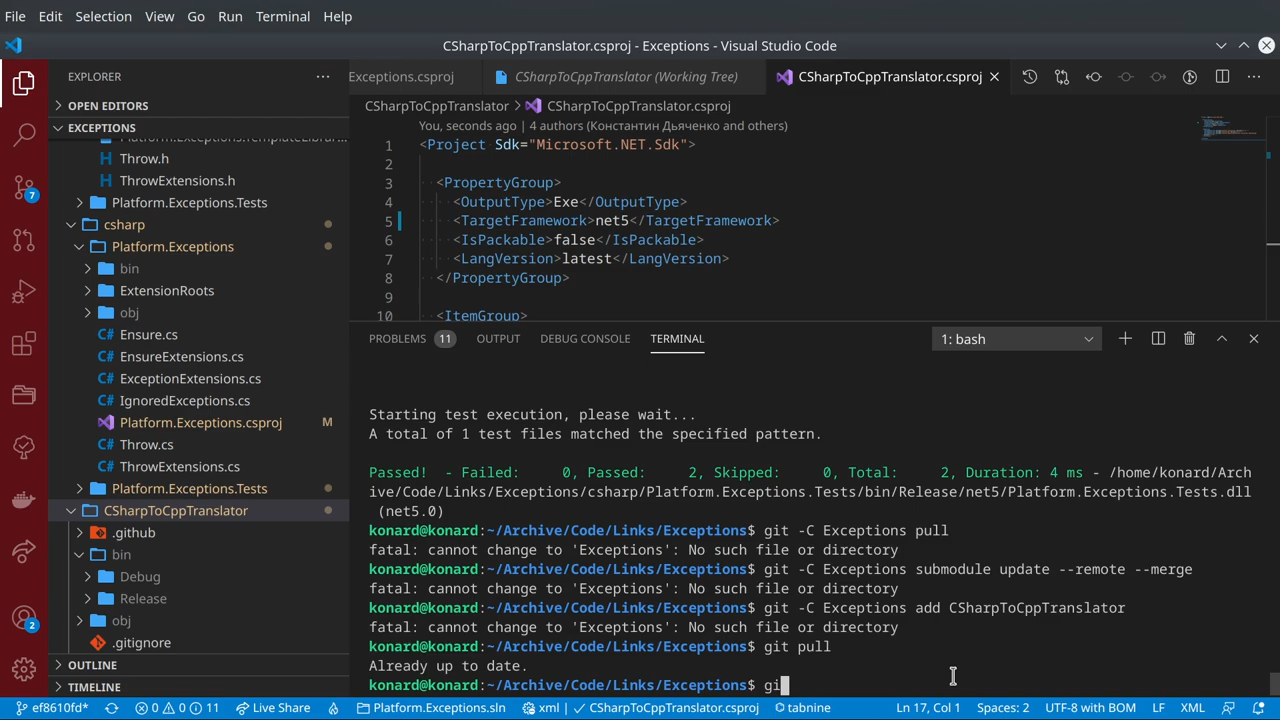 File Edit Selection View Go Run Terminal Help
CSharpToCppTranslator.csproj - Exceptions - Visual Studio Code
EXPLORER
OPEN EDITORS
EXCEPTIONS
Platform.Exceptions.TemplateLibrar...
Throw.h
ThrowExtensions.h
Platform.Exceptions.Tests
csharp
Platform.Exceptions
bin
ExtensionRoots
obj
Ensure.cs
EnsureExtensions.cs
ExceptionExtensions.cs
IgnoredExceptions.cs
Platform.Exceptions.csproj M
Throw.cs
ThrowExtensions.cs
Platform.Exceptions.Tests
CSharpToCppTranslator
.github
bin
Debug
Release
obj
.gitignore
OUTLINE
TIMELINE
7
2
Exceptions.csproj CSharpToCppTranslator (Working Tree) CSharpToCppTranslator.csproj
CSharpToCppTranslator > CSharpToCppTranslator.csproj
You, seconds ago | 4 authors (Константин Дьяченко and others)
1 <Project Sdk="Microsoft.NET.Sdk">
2
3 <PropertyGroup>
4 <OutputType>Exe</OutputType>
5 <TargetFramework>net5</TargetFramework>
6 <IsPackable>false</IsPackable>
7 <LangVersion>latest</LangVersion>
8 </PropertyGroup>
9
10 <ItemGroup>
PROBLEMS 11 OUTPUT DEBUG CONSOLE TERMINAL 1: bash
Starting test execution, please wait...
A total of 1 test files matched the specified pattern.
Passed! - Failed: 0, Passed: 2, Skipped: 0, Total: 2, Duration: 4 ms - /home/konard/Arch
ive/Code/Links/Exceptions/csharp/Platform.Exceptions.Tests/bin/Release/net5/Platform.Exceptions.Tests.dll
(net5.0)
konard@konard:~/Archive/Code/Links/Exceptions$ git -C Exceptions pull
fatal: cannot change to 'Exceptions': No such file or directory
konard@konard:~/Archive/Code/Links/Exceptions$ git -C Exceptions submodule update --remote --merge
fatal: cannot change to 'Exceptions': No such file or directory
konard@konard:~/Archive/Code/Links/Exceptions$ git -C Exceptions add CSharpToCppTranslator
fatal: cannot change to 'Exceptions': No such file or directory
konard@konard:~/Archive/Code/Links/Exceptions$ git pull
Already up to date.
konard@konard:~/Archive/Code/Links/Exceptions$ gi
ef8610fd* 0 0 11 Live Share Platform.Exceptions.sln xml CSharpToCppTranslator.csproj tabnine Ln 17, Col 1 Spaces: 2 UTF-8 with BOM LF XML